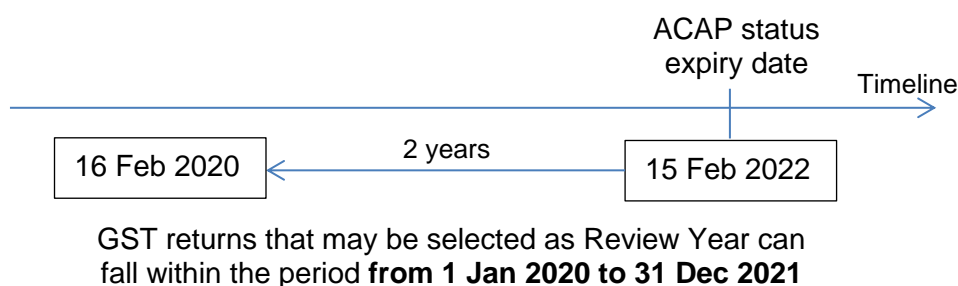 ACAP status
expiry date
Timeline
16 Feb 2020
2 years
15 Feb 2022
GST returns that may be selected as Review Year can
fall within the period from 1 Jan 2020 to 31 Dec 2021